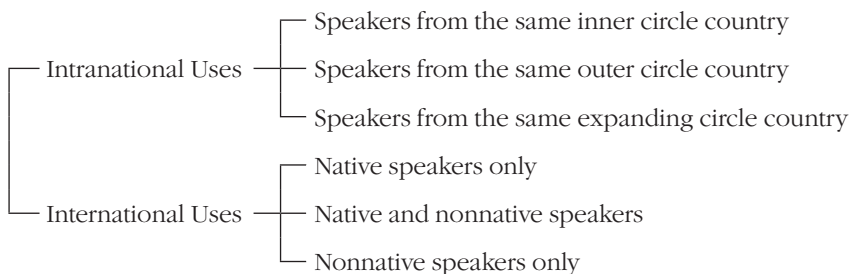 Speakers from the same inner circle country
Intranational Uses
Speakers from the same outer circle country
Speakers from the same expanding circle country
Native speakers only
International Uses
Native and nonnative speakers
Nonnative speakers only